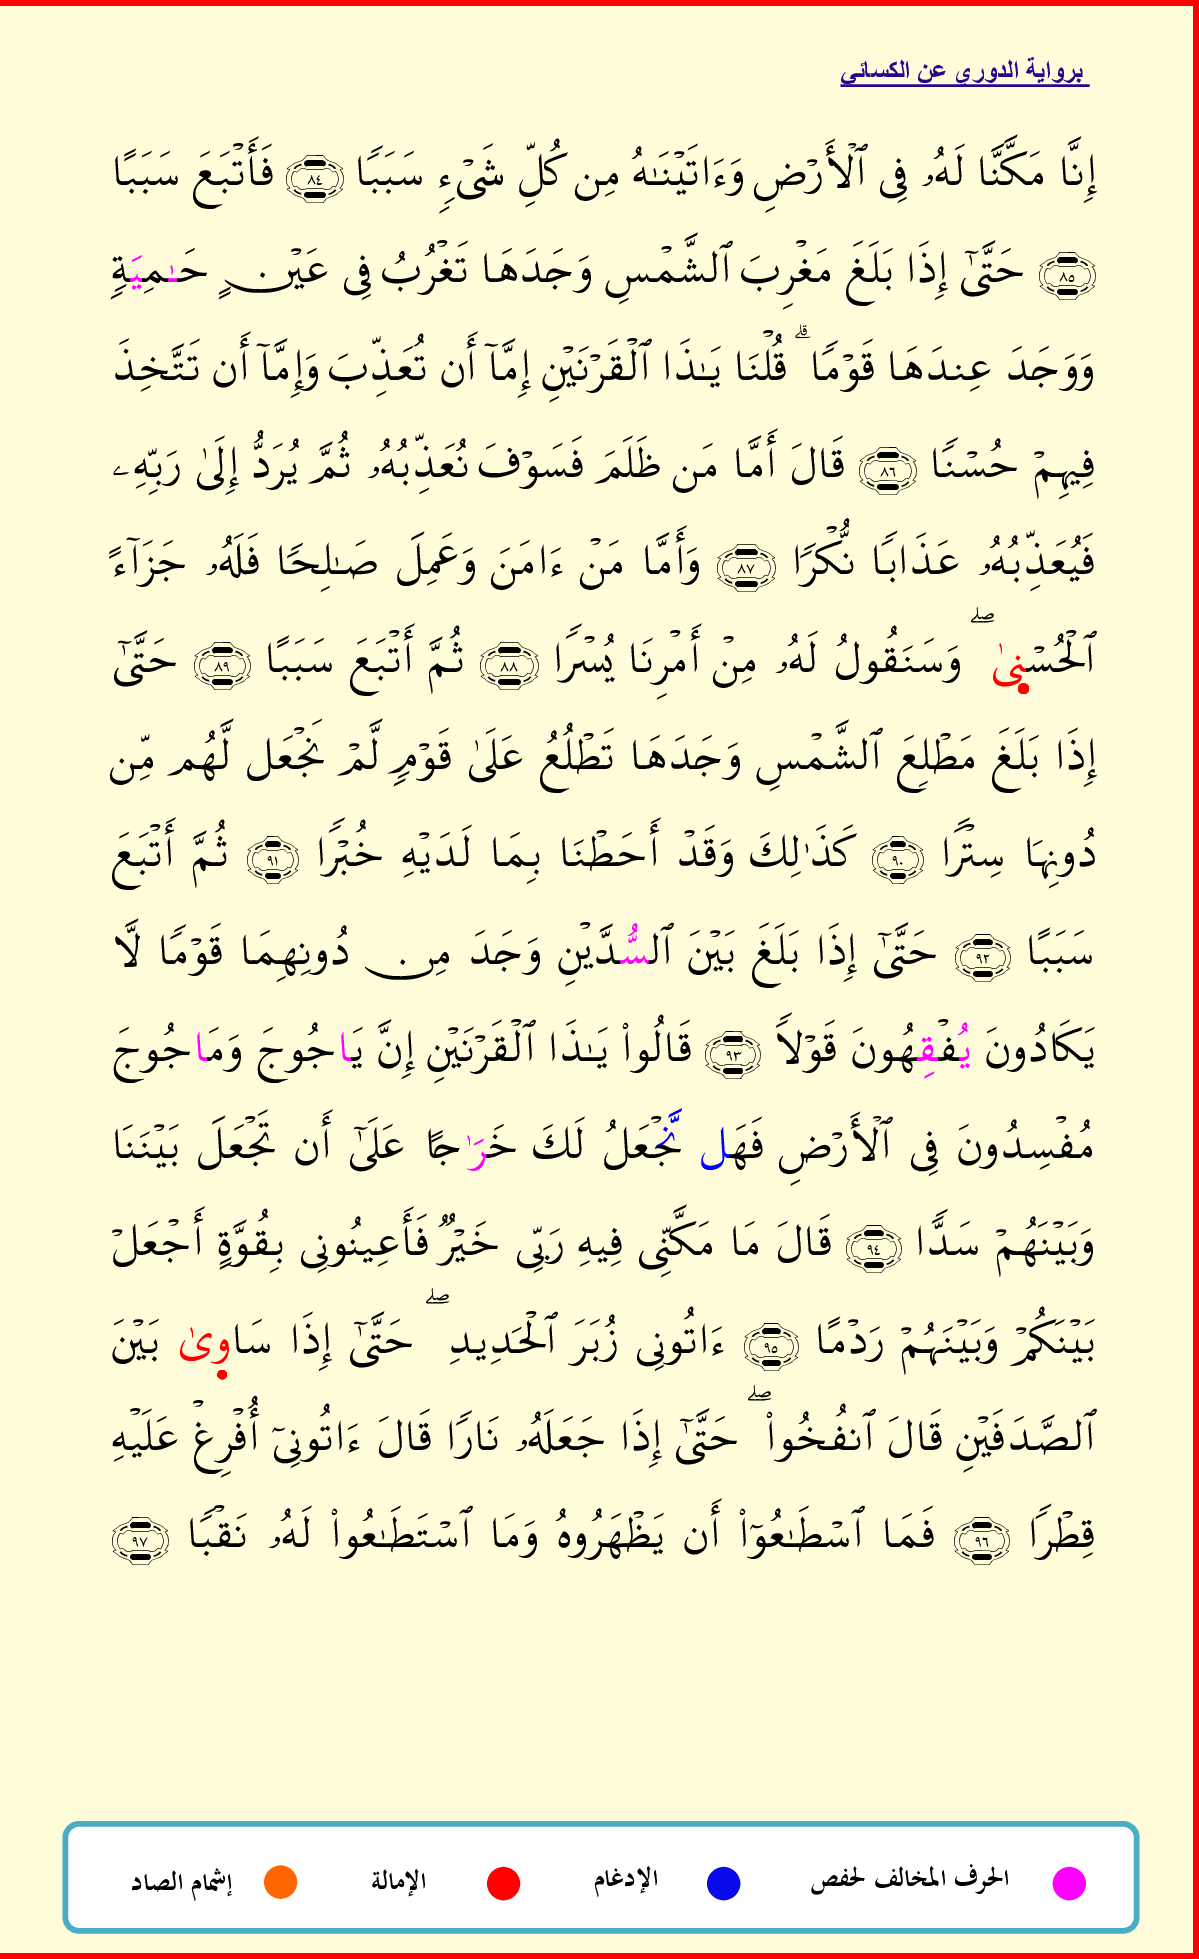 برواية الدوري عن الكسائي
إِنَّا مَكَّنَّا لَهُۥ فِى ٱلْأَرْضِ وَءَاتَيْنَـٰهُ مِن كُلِّ شَىْءٍ سَبَبًا ٨٤ فَأَتْبَعَ سَبَبًا
٨٥ حَتَّىٰٓ إِذَا بَلَغَ مَغْرِبَ ٱلشَّمْسِ وَجَدَهَا تَغْرُبُ فِى عَيْنٍ حَـٰمِيَةٍ
وَوَجَدَ عِندَهَا قَوْمًا ۗ قُلْنَا يَـٰذَا ٱلْقَرْنَيْنِ إِمَّآ أَن تُعَذِّبَ وَإِمَّآ أَن تَتَّخِذَ
فِيهِمْ حُسْنًا ٨٦ قَالَ أَمَّا مَن ظَلَمَ فَسَوْفَ نُعَذِّبُهُۥ ثُمَّ يُرَدُّ إِلَىٰ رَبِّهِۦ
فَيُعَذِّبُهُۥ عَذَابًا نُّكْرًا ٨٧ وَأَمَّا مَنْ ءَامَنَ وَعَمِلَ صَـٰلِحًا فَلَهُۥ جَزَآءً
ٱلْحُسْنِىٰ ۖ وَسَنَقُولُ لَهُۥ مِنْ أَمْرِنَا يُسْرًا ٨٨ ثُمَّ أَتْبَعَ سَبَبًا ٨٩ حَتَّىٰٓ
إِذَا بَلَغَ مَطْلِعَ ٱلشَّمْسِ وَجَدَهَا تَطْلُعُ عَلَىٰ قَوْمٍ لَّمْ نَجْعَل لَّهُم مِّن
دُونِهَا سِتْرًا ٩٠ كَذَٰلِكَ وَقَدْ أَحَطْنَا بِمَا لَدَيْهِ خُبْرًا ٩١ ثُمَّ أَتْبَعَ
سَبَبًا ٩٢ حَتَّىٰٓ إِذَا بَلَغَ بَيْنَ ٱلسُّدَّيْنِ وَجَدَ مِن دُونِهِمَا قَوْمًا لَّا
يَكَادُونَ يُفْقِهُونَ قَوْلًا ٩٣ قَالُوا۟ يَـٰذَا ٱلْقَرْنَيْنِ إِنَّ يَاجُوجَ وَمَاجُوجَ
مُفْسِدُونَ فِى ٱلْأَرْضِ فَهَل نَّجْعَلُ لَكَ خَرَٰجًا عَلَىٰٓ أَن تَجْعَلَ بَيْنَنَا
وَبَيْنَهُمْ سَدًّا ٩٤ قَالَ مَا مَكَّنِّى فِيهِ رَبِّى خَيْرٌ فَأَعِينُونِى بِقُوَّةٍ أَجْعَلْ
بَيْنَكُمْ وَبَيْنَهُمْ رَدْمًا ٩٥ ءَاتُونِى زُبَرَ ٱلْحَدِيدِ ۖ حَتَّىٰٓ إِذَا سَاوِىٰ بَيْنَ
ٱلصَّدَفَيْنِ قَالَ ٱنفُخُوا۟ ۖ حَتَّىٰٓ إِذَا جَعَلَهُۥ نَارًا قَالَ ءَاتُونِىٓ أُفْرِغْ عَلَيْهِ
قِطْرًا ٩٦ فَمَا ٱسْطَـٰعُوٓا۟ أَن يَظْهَرُوهُ وَمَا ٱسْتَطَـٰعُوا۟ لَهُۥ نَقْبًا ٩٧
الحرف المخالف لحفص الإدغام الإمالة إشمام الصاد